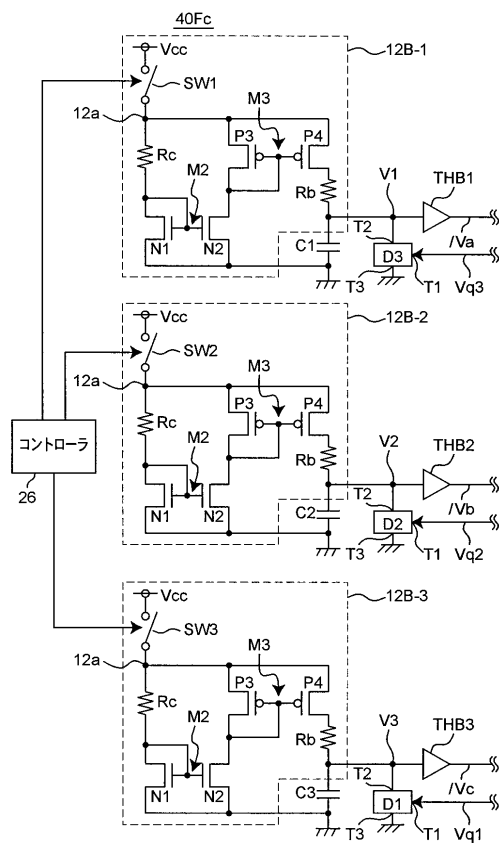 40Fc
Vcc
12B-1
SW1
12a
M3
P3
P4
Rc
M2
Rb
V1
THB1
N1
N2
C1
T2
/Va
D3
T3
T1
Vq3
Vcc
12B-2
SW2
12a
M3
P3
P4
Rc
M2
Rb
V2
THB2
コントローラ
26
N1
N2
C2
T2
/Vb
D2
T3
T1
Vq2
Vcc
12B-3
SW3
12a
M3
P3
P4
Rc
M2
Rb
V3
THB3
N1
N2
C3
T2
/Vc
D1
T3
T1
Vq1